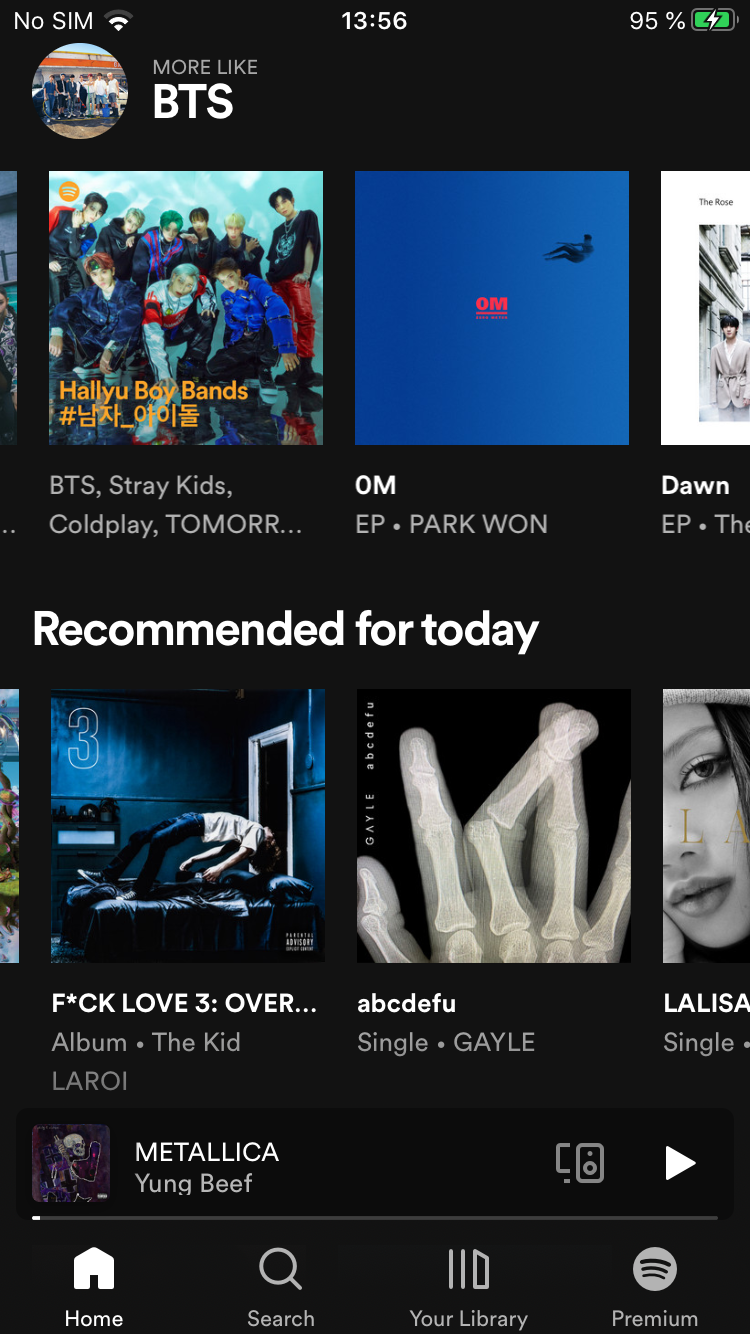 No SIM 13:56 95 %
MORE LIKE
BTS
Hallyu Boy Bands
#남자_아이돌
0M
The Rose
BTS, Stray Kids,
Coldplay, TOMORR...
0M
EP • PARK WON
Dawn
EP • The
Recommended for today
3
PARENTAL
ADVISORY
EXPLICIT CONTENT
GAYLE abcdefu
LA
F*CK LOVE 3: OVER...
Album • The Kid
LAROI
abcdefu
Single • GAYLE
LALISA
Single •
METALLICA
Yung Beef
Home
Search
Your Library
Premium